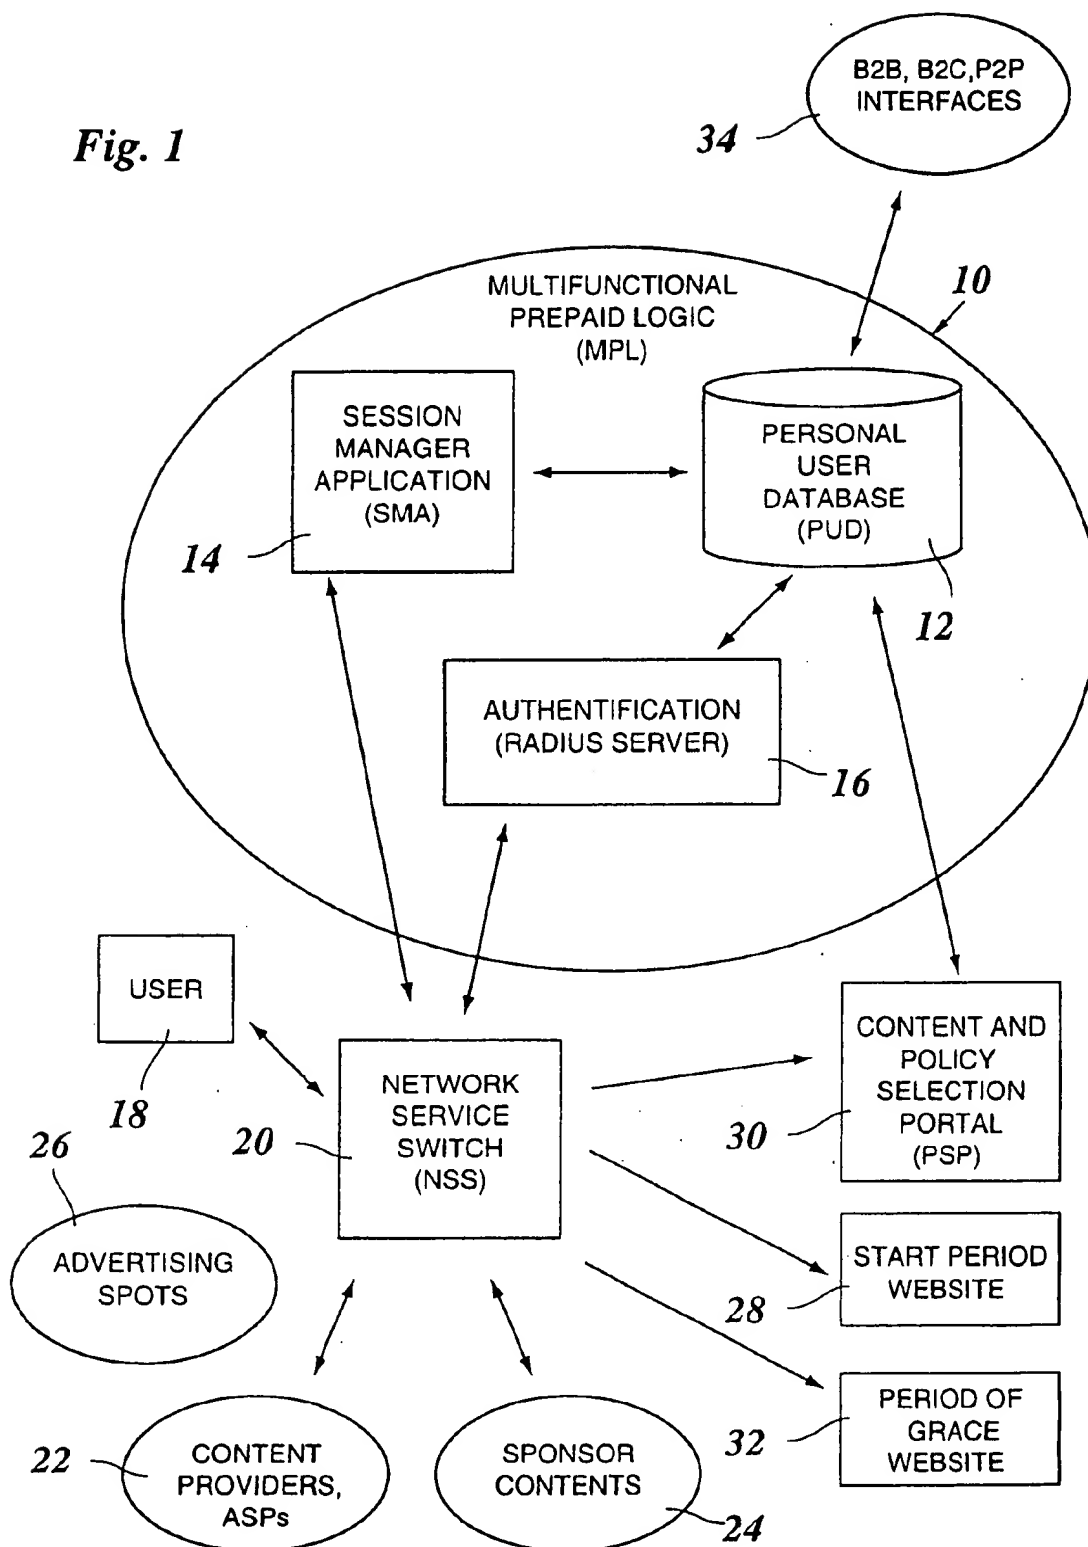 B2B, B2C,P2P
INTERFACES
34
Fig. 1
MULTIFUNCTIONAL
PREPAID LOGIC
(MPL)
10
SESSION
MANAGER
APPLICATION
(SMA)
14
PERSONAL
USER
DATABASE
(PUD)
12
AUTHENTIFICATION
(RADIUS SERVER)
16
USER
18
NETWORK
SERVICE
SWITCH
(NSS)
20
CONTENT AND
POLICY
SELECTION
PORTAL
(PSP)
30
26
ADVERTISING
SPOTS
START PERIOD
WEBSITE
28
PERIOD OF
GRACE
WEBSITE
32
22
CONTENT
PROVIDERS,
ASPs
SPONSOR
CONTENTS
24